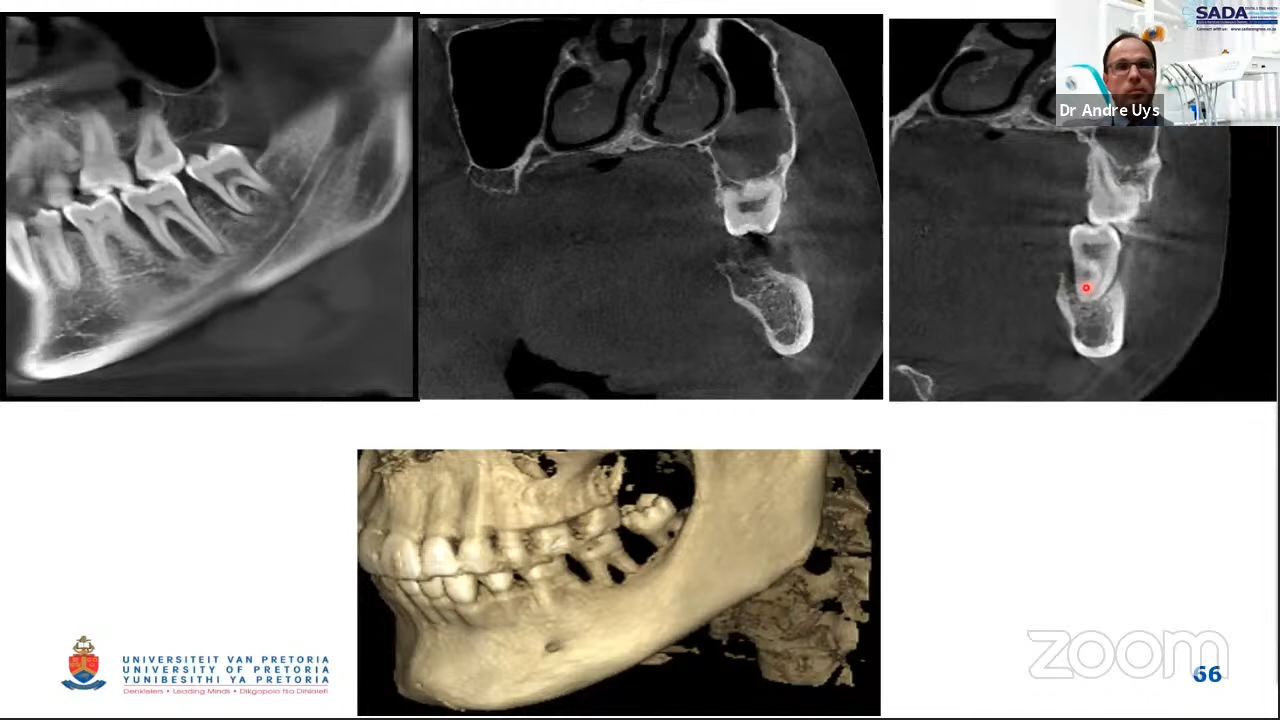 SADA
Dr Andre Uys
UNIVERSITEIT VAN PRETORIA
UNIVERSITY OF PRETORIA
YUNIBESITHI YA PRETORIA
Denkleiers • Leading Minds • Dikgopolo tša Dihlalefi
zoom
66